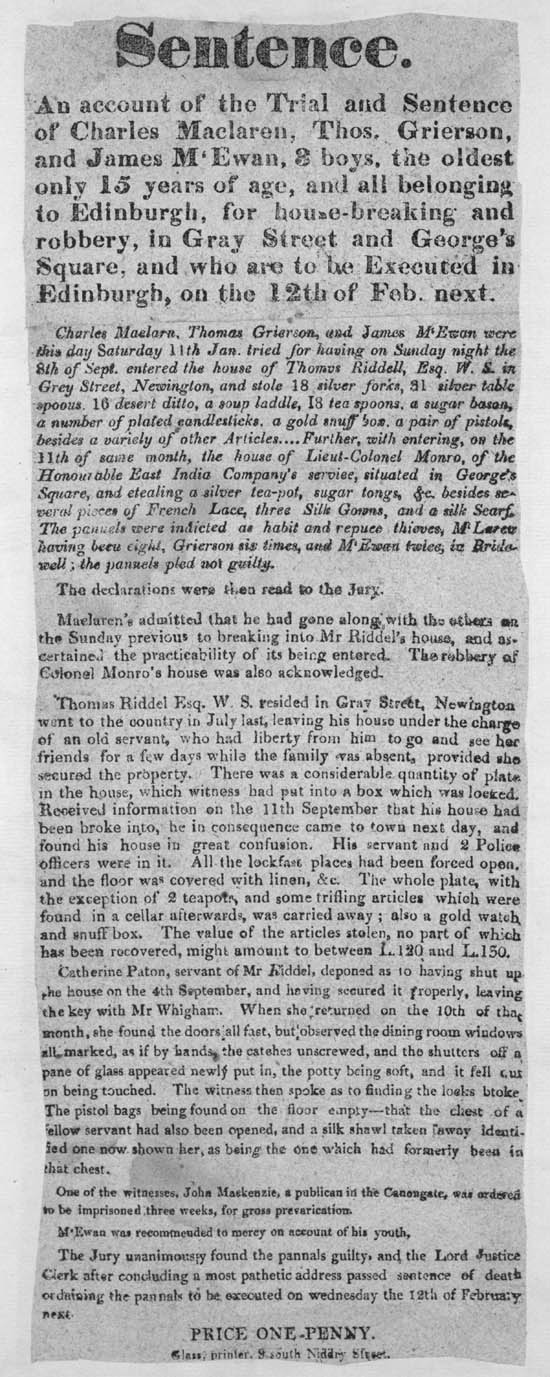 Sentence.
An account of the Trial and Sentence
of Charles Maclaren, Thos. Grierson,
and James M'Ewan, 3 boys, the oldest
only 15 years of age, and all belonging
to Edinburgh, for house-breaking and
robbery, in Gray Street and George's
Square, and who are to be Executed in
Edinburgh, on the 12th of Feb. next.
Charles Maclarn, Thomas Grierson, and James M'Ewan were
this day Saturday 11th Jan. tried for having on Sunday night the
8th of Sept. entered the house of Thomas Riddell, Esq. W. S. in
Grey Street, Newington, and stole 18 silver forks, 31 silver table
spoons, 16 desert ditto, a soup laddle, 18 tea spoons, a sugar bason,
a number of plated candlesticks, a gold snuff box, a pair of pistols,
besides a variely of other Articles....Further, with entering, on the
11th of same month, the house of Lieut-Colonel Monro, of the
Honourable East India Company's serviee, situated in George's
Square, and etealing a silver tea-pot, sugar tongs, &c. besides se-
veral pieces of French Lace, three Silk Gowns, and a silk Scarf.
The pannels were indicted as habit and repuce thieves, M'Laren
having been eight, Grierson six times, and M'Ewan twice, in Bride-
well; the pannels pled not guilty.
The declarations were then read to the Jury.
Maclaren's admitted that he had gone along with the others on
the Sunday previous to breaking into Mr Riddel's house, and as-
certained the practicability of its being entered. The robbery of
Colonel Monro's house was also acknowledged.
Thomas Riddel Esq. W. S. resided in Gray Street, Newington
went to the country in July last, leaving his house under the charge
of an old servant, who had liberty from him to go and see her
friends for a few days while the family was absent, provided she
secured the property. There was a considerable quantity of plate
in the house, which witness had put into a box which was locked.
Received information on the 11th September that his house had
been broke into, he in consequence came to town next day, and
found his house in great confusion. His servant and 2 Police
officers were in it. All the lockfast places had been forced open,
and the floor was covered with linen, &c. The whole plate, with
the exception of 2 teapots, and some trifling articles which were
found in a cellar afterwards, was carried away; also a gold watch
and snuff box. The value of the articles stolen, no part of which
has been recovered, might amount to between L.120 and L.150.
Catherine Paton, servant of Mr Riddel, deponed as to having shut up
the house on the 4th September, and having secured it properly, leaving
the key with Mr Whigham. When she returned on the 10th of that
month, she found the doors all fast, but observed the dining room windows
all marked, as if by hands, the catehes unscrewed, and tho shutters off a
pane of glass appeared newly put in, the potty being soft, and it fell out
on being touched. The witness then spoke as to finding the looks btoke.
The pistol bags being found on the floor empty—that the chest of a
fellow servant had also been opened, and a silk shawl taken away identi-
fied one now shown her, as being the one which had formerly been in
that chest.
One of the witnesses, John Mackenzie, a publican in the Canongate, was ordered
to be imprisoned three weeks, for gross prevarication.
M'Ewan was recommended to mercy on account of his youth,
The Jury unanimouspy found the pannals guilty, and the Lord Justice
Clerk after concluding a most pathetic address passed sentence of death
ordaining the pannals to be executed on wednesday the 12th of February
next.
PRICE ONE-PENNY.
Glass, printer, 9 south Niddry Street.